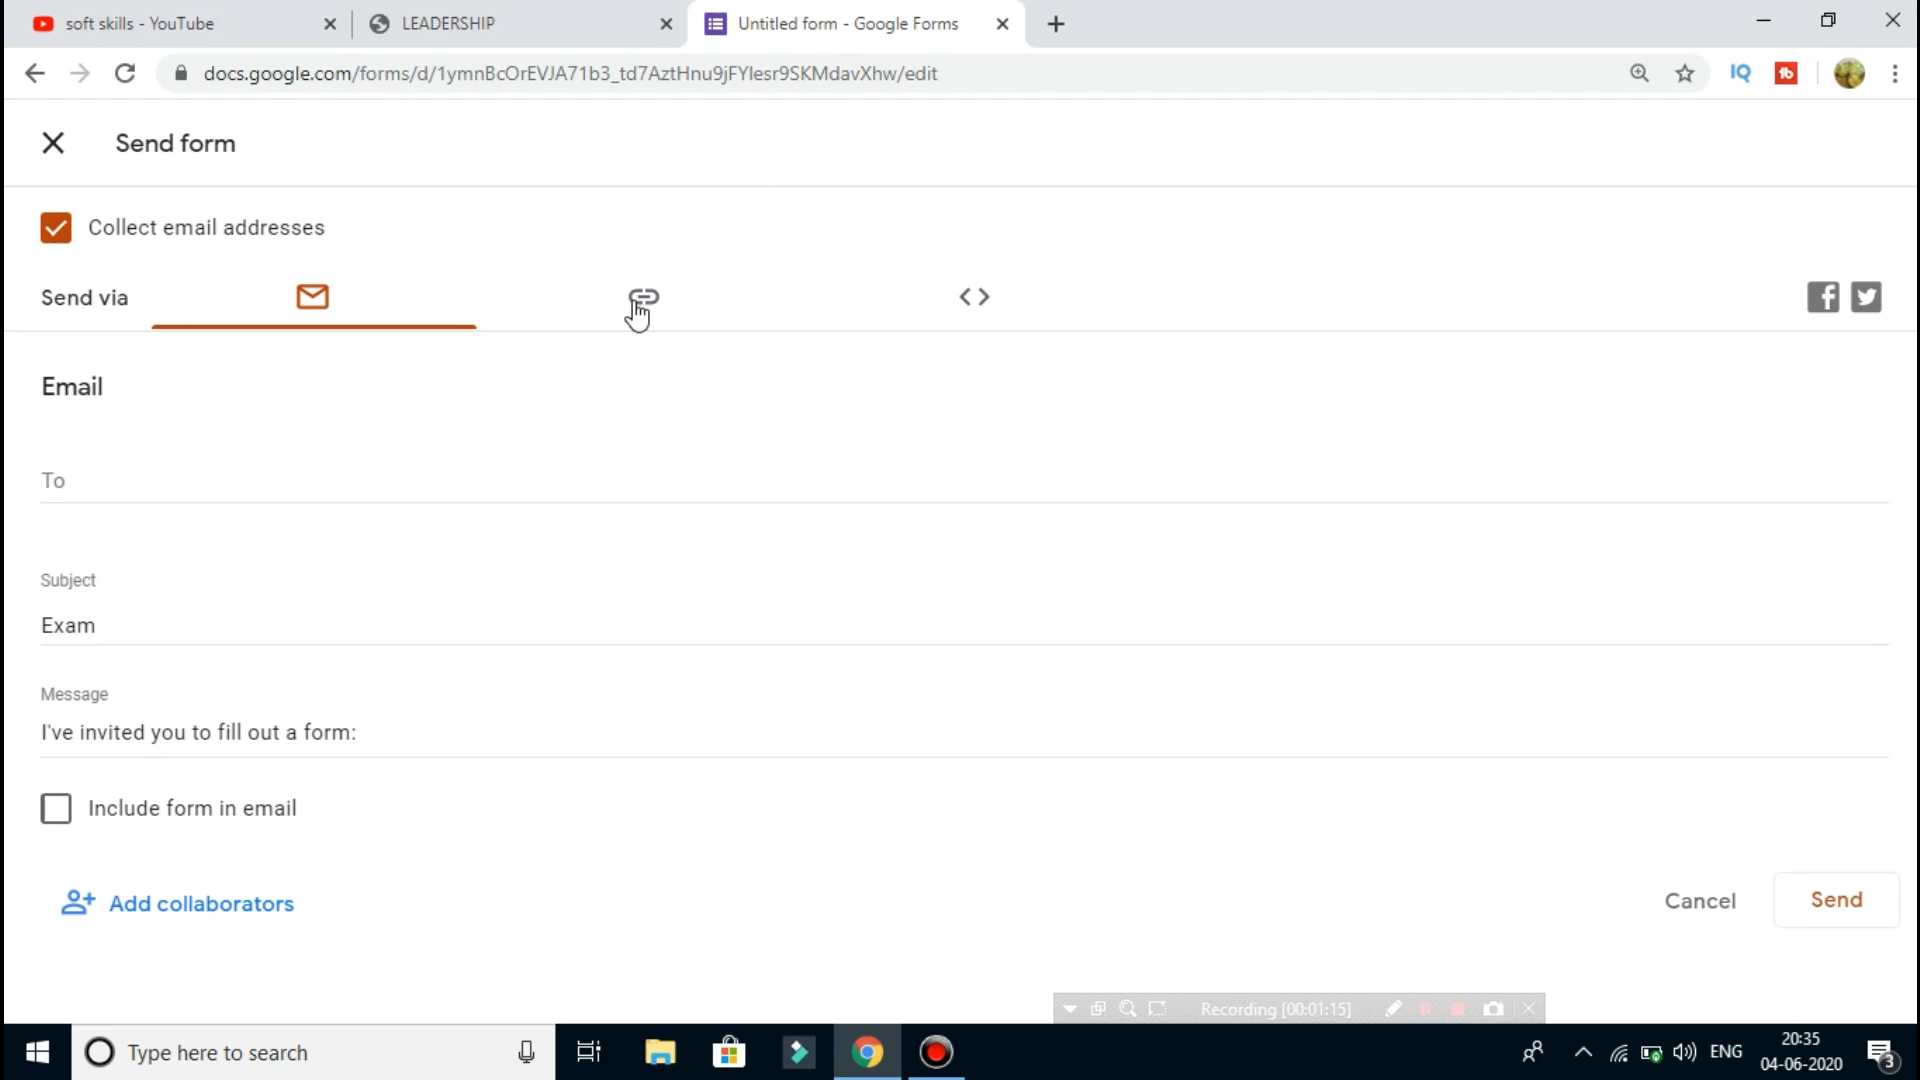 soft skills - YouTube
LEADERSHIP
Untitled form - Google Forms
docs.google.com/forms/d/1ymnBcOrEVJA71b3_td7AztHnu9jFYlesr9SKMdavXhw/edit
IQ
Send form
Collect email addresses
Send via
Email
To
Subject
Exam
Message
I've invited you to fill out a form:
Include form in email
Add collaborators
Cancel
Send
Recording [00:01:15]
Type here to search
ENG
20:35
04-06-2020
3